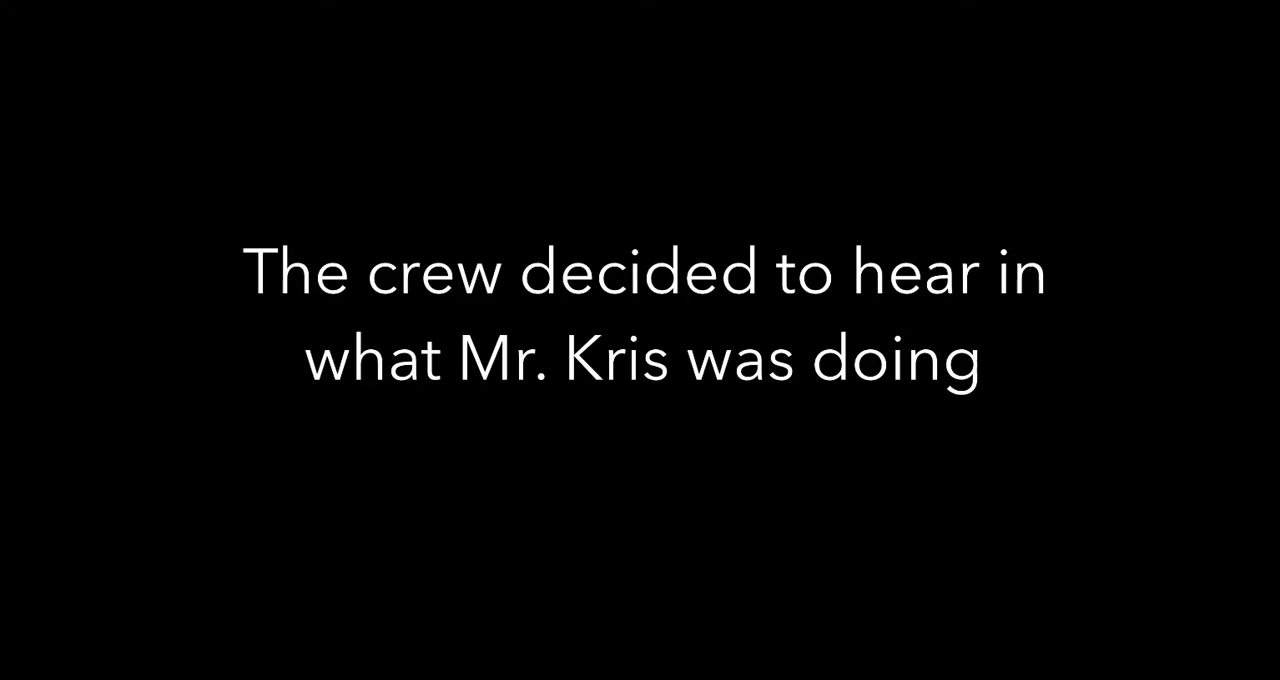 The crew decided to hear in
what Mr. Kris was doing